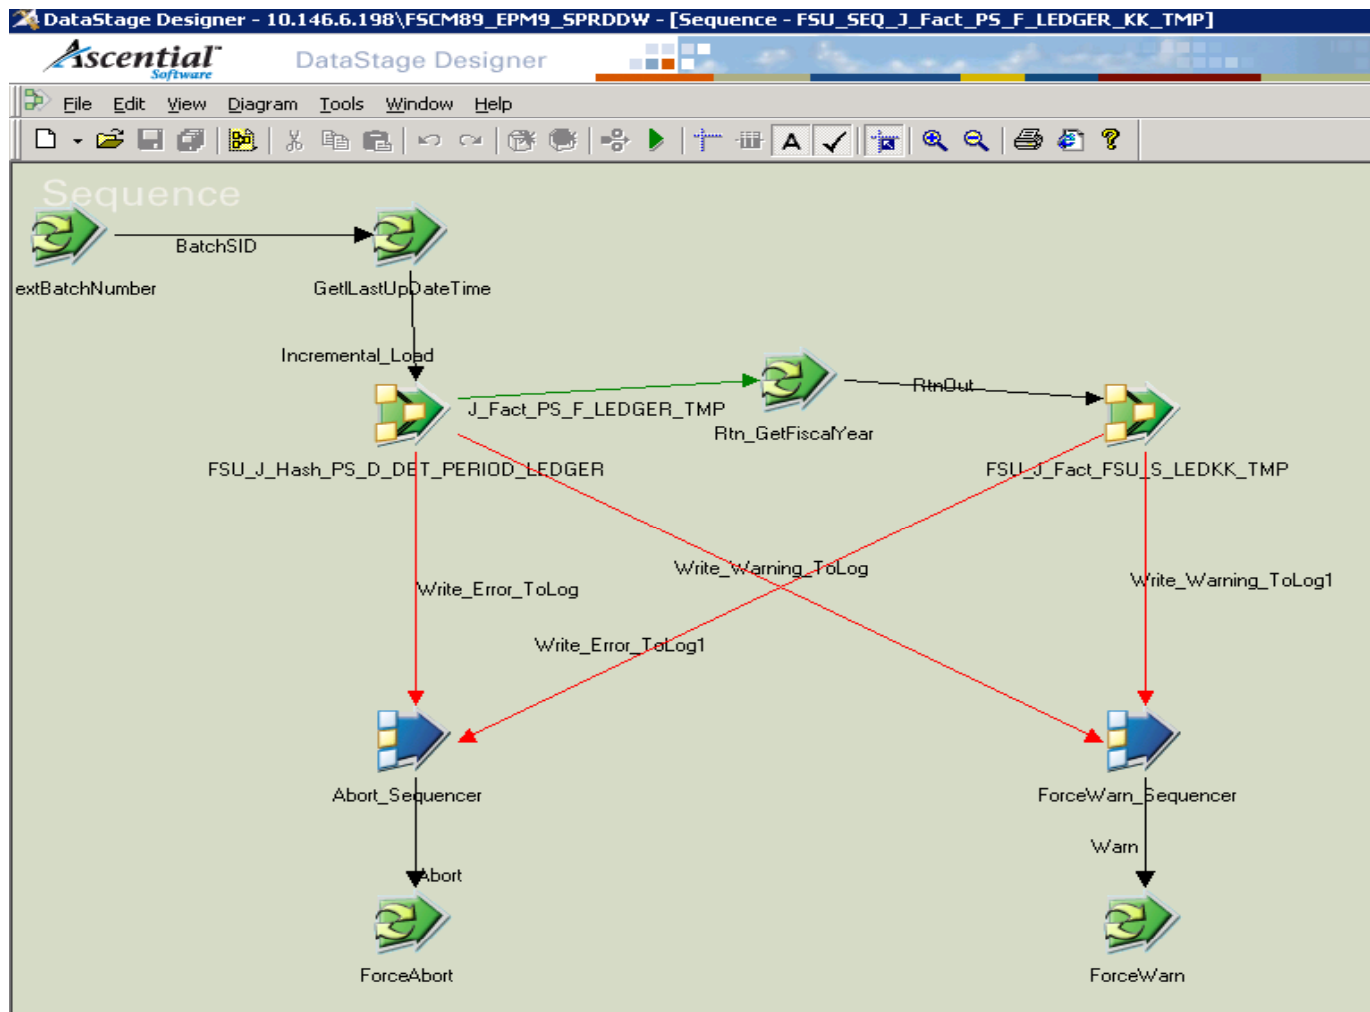 DataStage Designer - 10.146.6.198\FSCM89_EPM9_SPRDDW - [Sequence - FSU_SEQ_J_Fact_PS_F_LEDGER_KK_TMP]
Ascential Software
DataStage Designer
File Edit View Diagram Tools Window Help
A
Sequence
BatchSID
extBatchNumber
GetlLastUpDateTime
Incremental_Load
J_Fact_PS_F_LEDGER_TMP
RtnOut
Rtn_GetFiscalYear
FSU_J_Hash_PS_D_DET_PERIOD_LEDGER
FSU_J_Fact_FSU_S_LEDKK_TMP
Write_Warning_ToLog
Write_Error_ToLog
Write_Warning_ToLog1
Write_Error_ToLog1
Abort_Sequencer
ForceWarn_Sequencer
Warn
Abort
ForceAbort
ForceWarn